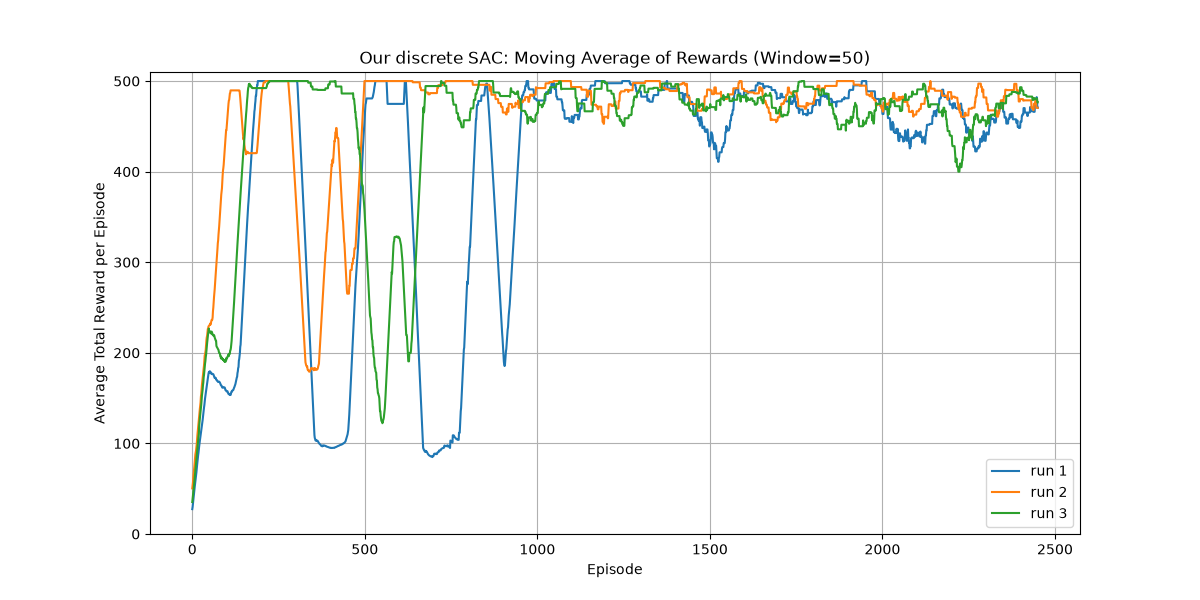 Our discrete SAC: Moving Average of Rewards (Window=50)
Average Total Reward per Episode
500
400
300
200
100
0
0 500 1000 1500 2000 2500
Episode
run 1
run 2
run 3